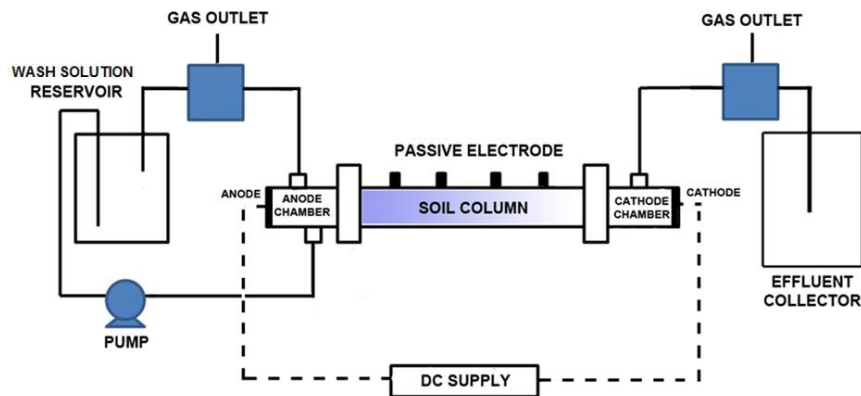 GAS OUTLET
GAS OUTLET
WASH SOLUTION
RESERVOIR
PASSIVE ELECTRODE
ANODE
ANODE
CHAMBER
SOIL COLUMN
CATHODE
CHAMBER
CATHODE
EFFLUENT
COLLECTOR
PUMP
DC SUPPLY